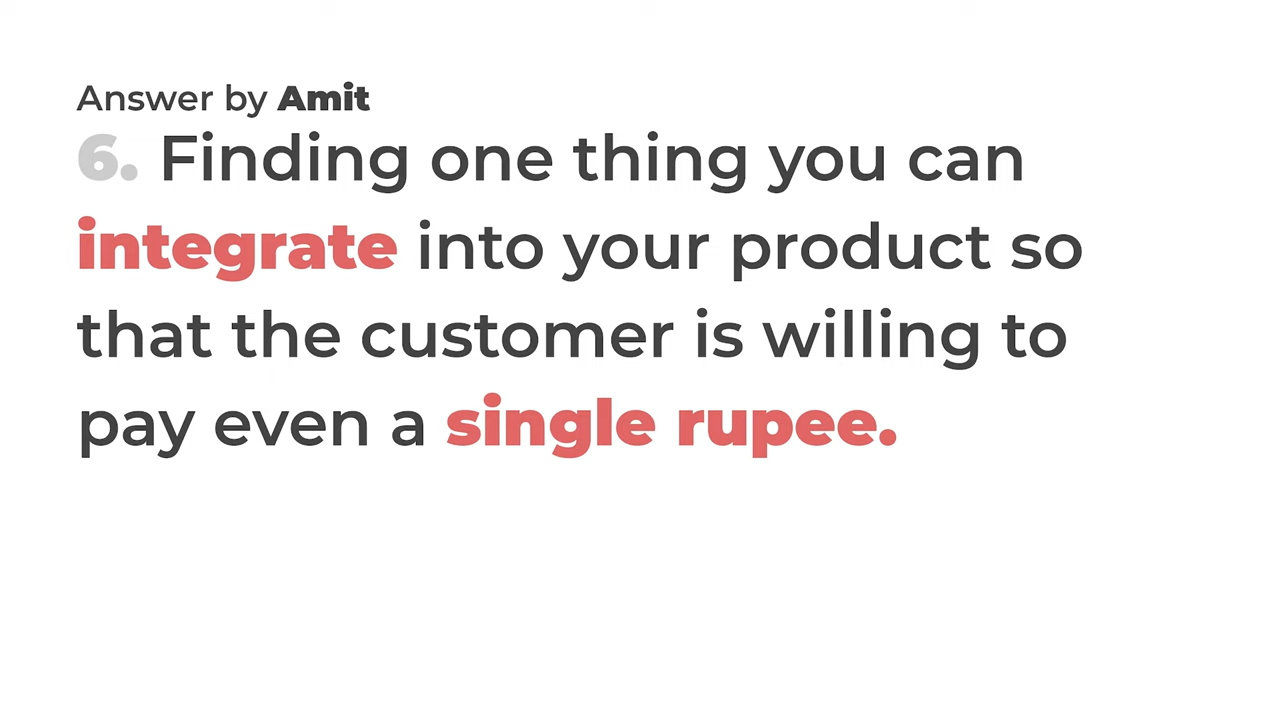 Answer by Amit
6. Finding one thing you can
integrate into your product so
that the customer is willing to
pay even a single rupee.